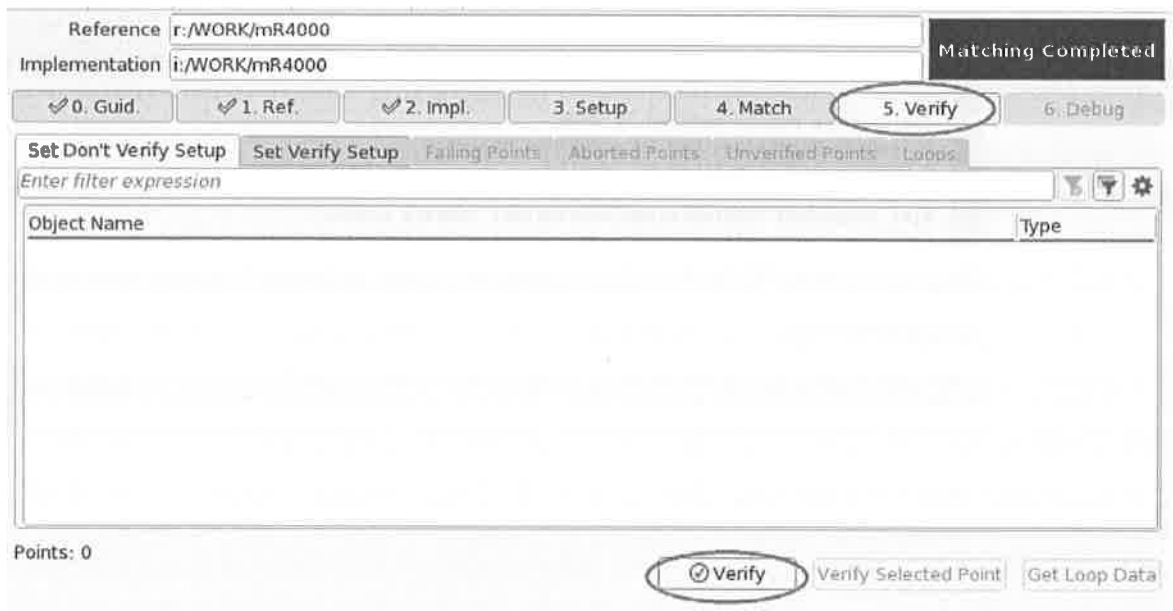 Reference r:/WORK/mR4000
Matching Completed
Implementation i:/WORK/mR4000
0. Guid. 1. Ref. 2. Impl. 3. Setup 4. Match 5. Verify 6. Debug
Set Don't Verify Setup Set Verify Setup Failing Points Aborted Points Unverified Points Loops
Enter filter expression
Object Name Type
Points: 0
Verify Verify Selected Point Get Loop Data